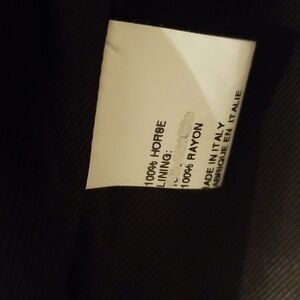 100% HORSE
LINING:
100% RAYON
MADE IN ITALY
FABRIQUE EN ITALIE